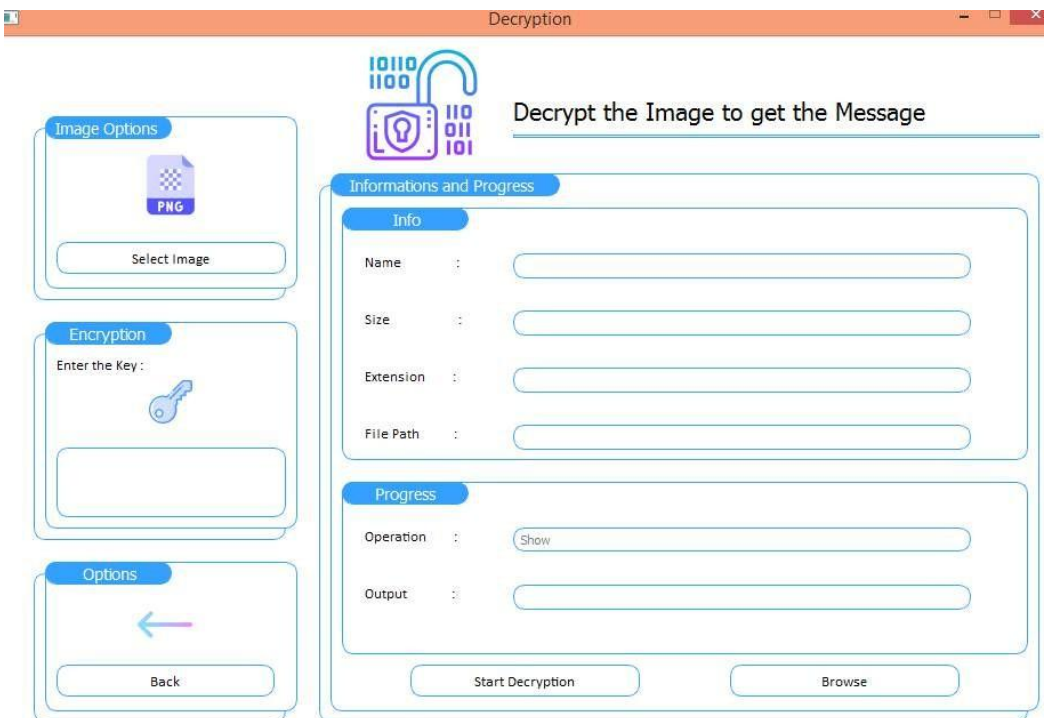 Decryption
10110
1100
110
011
101
Decrypt the Image to get the Message
Image Options
PNG
Select Image
Encryption
Enter the Key :
Options
Back
Informations and Progress
Info
Name :
Size :
Extension :
File Path :
Progress
Operation : Show
Output :
Start Decryption
Browse